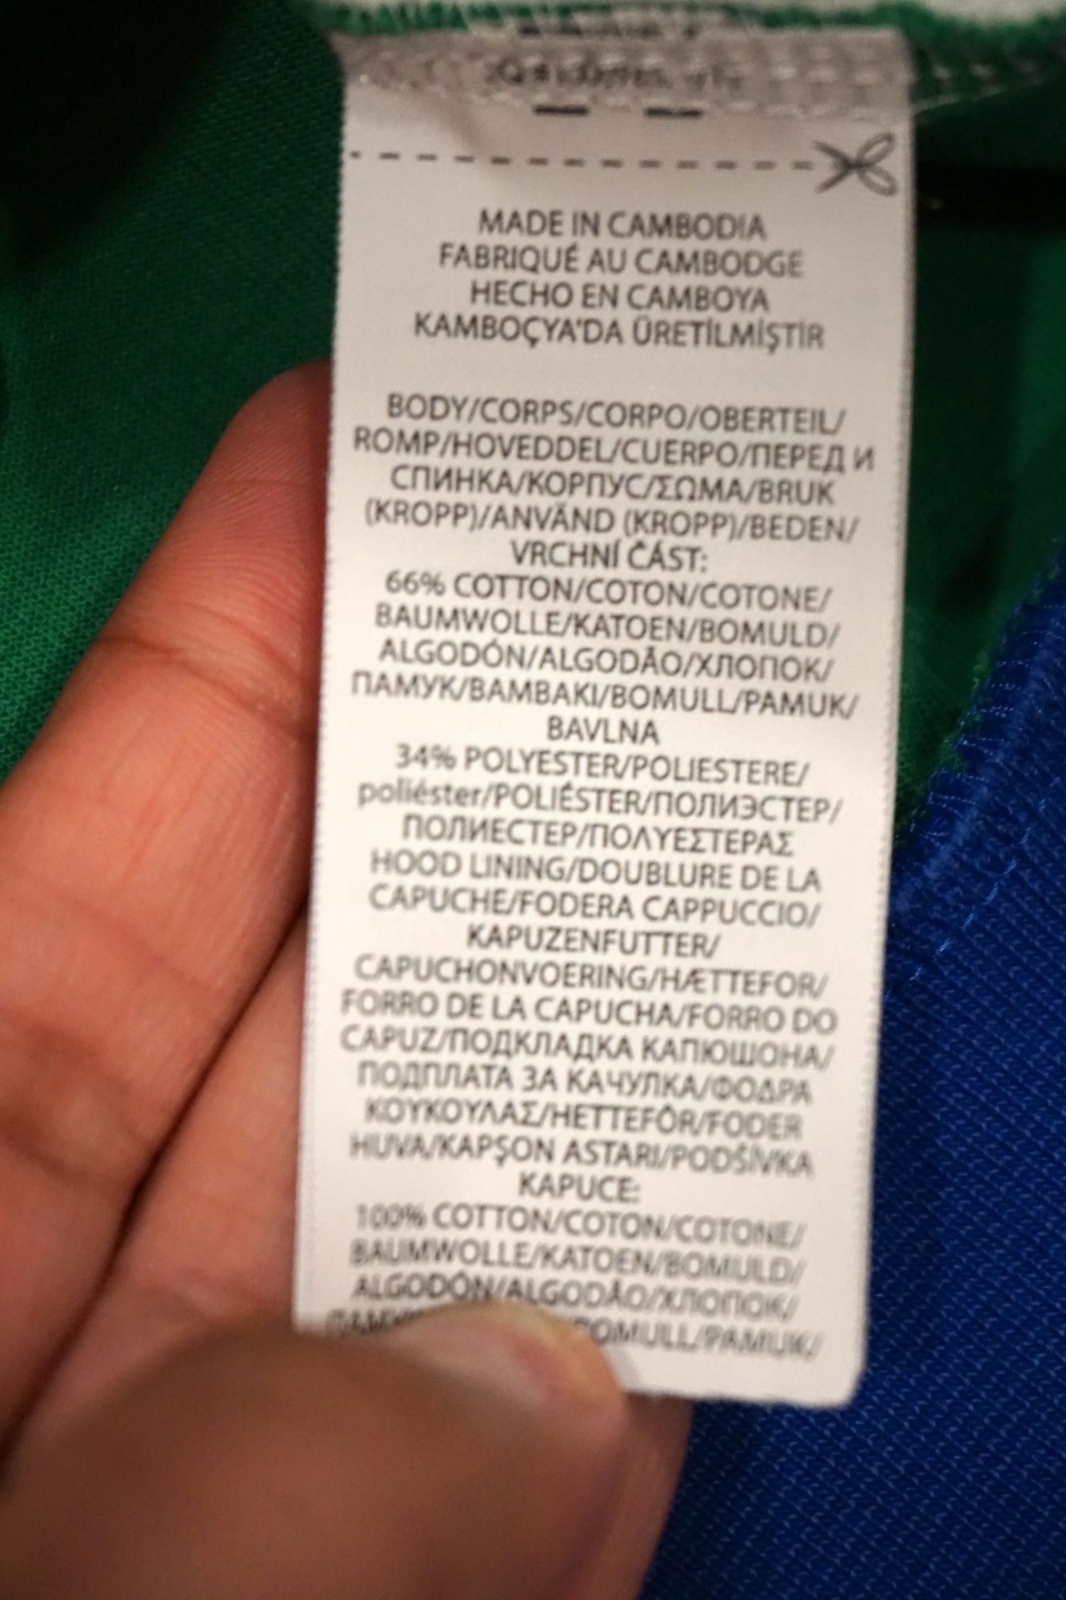 MADE IN CAMBODIA
FABRIQUÉ AU CAMBODGE
HECHO EN CAMBOYA
KAMBOÇYA'DA ÜRETİLMİŞTİR
BODY/CORPS/CORPO/OBERTEIL/
ROMP/HOVEDDEL/CUERPO/ПЕРЕД И
СПИНКА/КОРПУС/ΣΩΜΑ/BRUK
(KROPP)/ANVÄND (KROPP)/BEDEN/
VRCHNÍ ČÁST:
66% COTTON/COTON/COTONE/
BAUMWOLLE/KATOEN/BOMULD/
ALGODÓN/ALGODÃO/ХЛОПОК/
ПАМУК/BAMBAKI/BOMULL/PAMUK/
BAVLNA
34% POLYESTER/POLIESTERE/
poliéster/POLIÉSTER/ПОЛИЭСТЕР/
ПОЛИЕСТЕР/ΠΟΛΥΕΣΤΕΡΑΣ
HOOD LINING/DOUBLURE DE LA
CAPUCHE/FODERA CAPPUCCIO/
KAPUZENFUTTER/
CAPUCHONVOERING/HÆTTEFOR/
FORRO DE LA CAPUCHA/FORRO DO
CAPUZ/ПОДКЛАДКА КАПЮШОНА/
ПОДПЛАТА ЗА КАЧУЛКА/ΦΟΔΡΑ
ΚΟΥΚΟΥΛΑΣ/HETTEFÔR/FODER
HUVA/KAPŞON ASTARI/PODŠÍVKA
KAPUCE:
100% COTTON/COTON/COTONE/
BAUMWOLLE/KATOEN/BOMULD/
ALGODÓN/ALGODÃO/ХЛОПОК/
BOMULL/PAMUK/